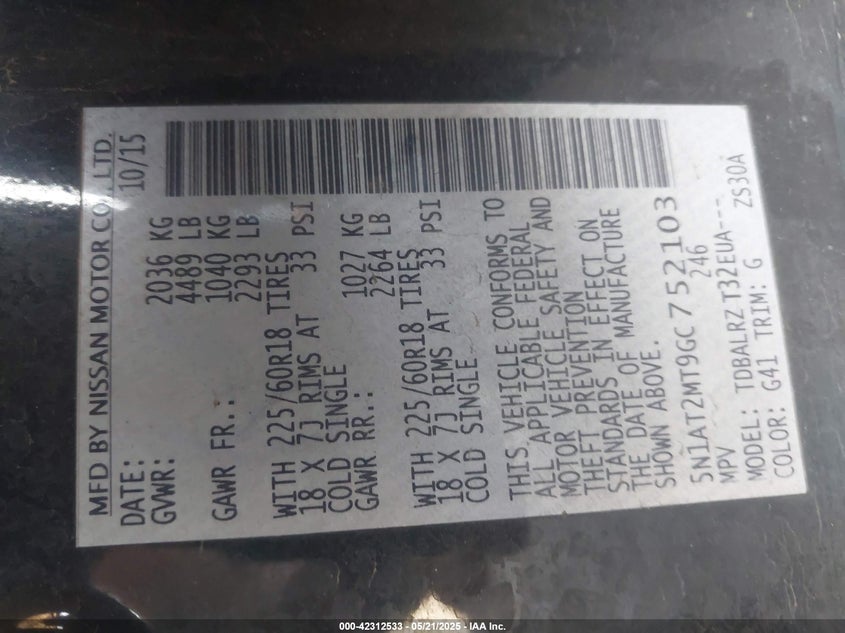 MFD BY NISSAN MOTOR CO., LTD.
DATE: 10/15
GVWR: 2036 KG
4489 LB
GAWR FR.: 1040 KG
2293 LB
WITH 225/60R18 TIRES
18 X 7J RIMS AT 33 PSI
COLD SINGLE
GAWR RR.: 1027 KG
2264 LB
WITH 225/60R18 TIRES
18 X 7J RIMS AT 33 PSI
COLD SINGLE
THIS VEHICLE CONFORMS TO
ALL APPLICABLE FEDERAL
MOTOR VEHICLE SAFETY AND
THEFT PREVENTION
STANDARDS IN EFFECT ON
THE DATE OF MANUFACTURE
SHOWN ABOVE.
5N1AT2MT9GC752103
MPV 246
MODEL: TDBALRZ T32EUA---
COLOR: G41 TRIM: G ZS30A
000-42312533 - 05/21/2025 - IAA Inc.